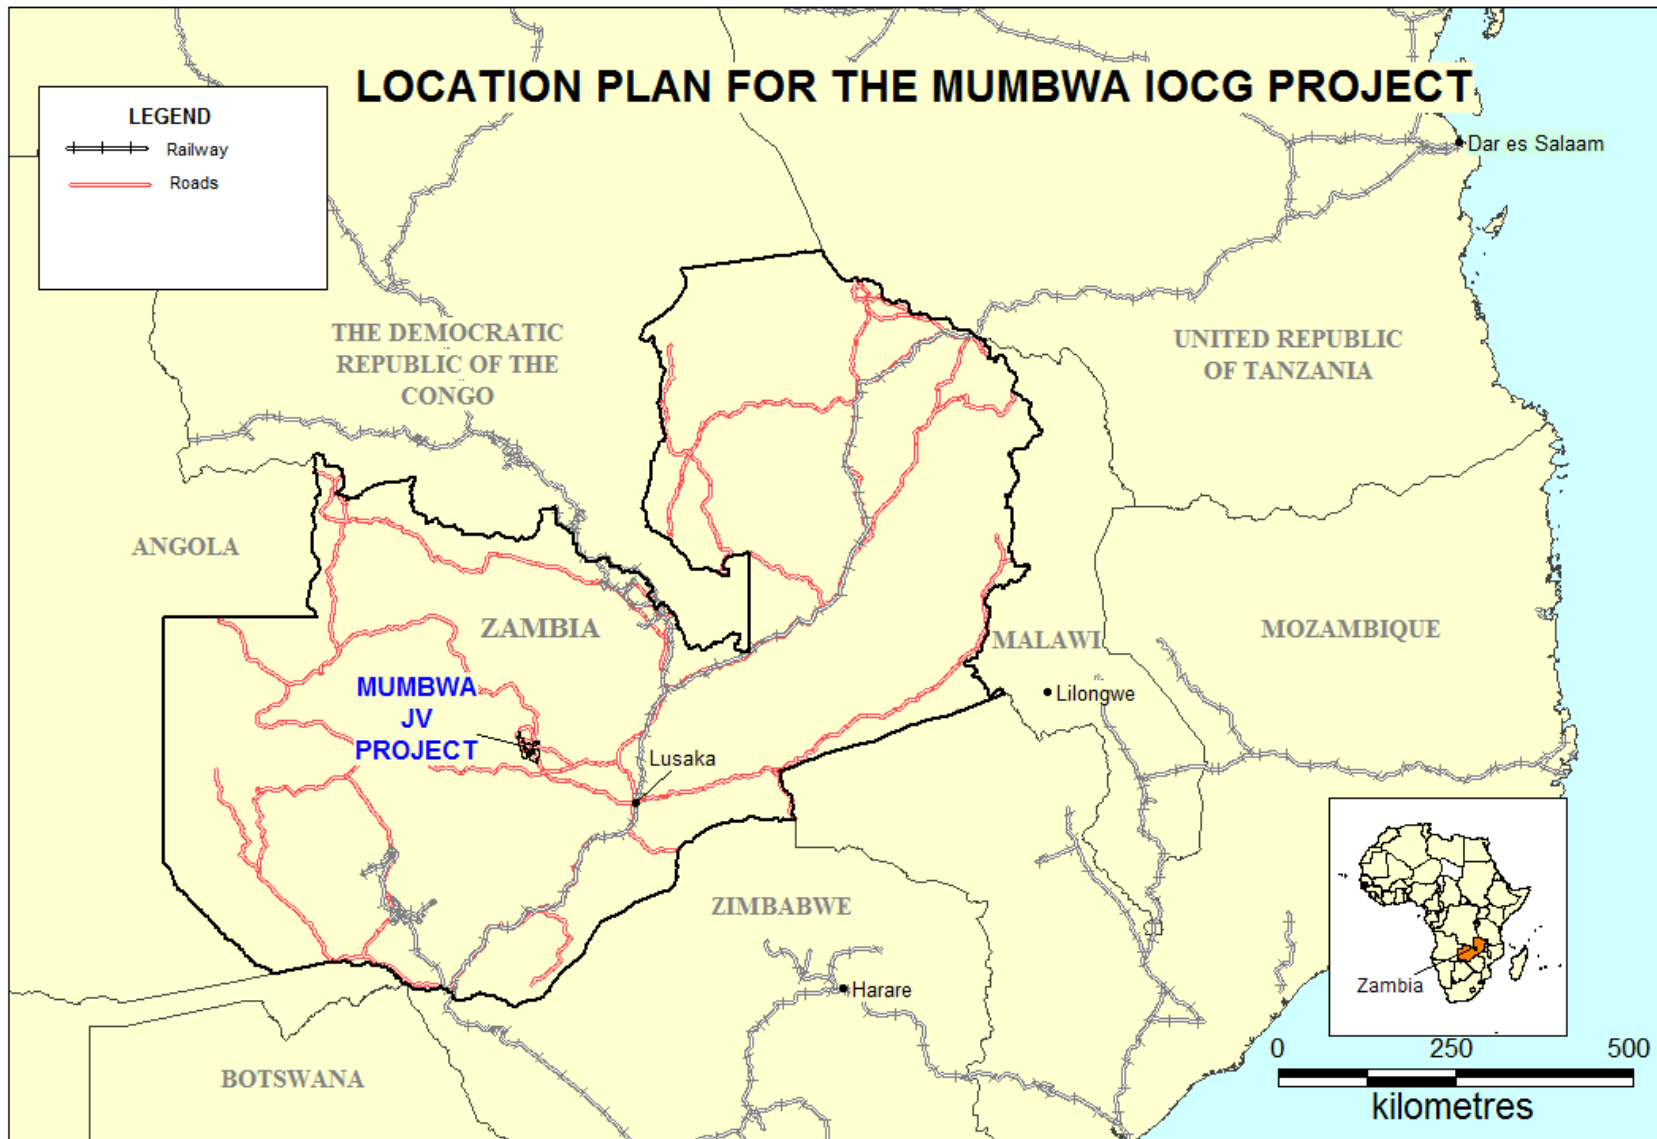 LOCATION PLAN FOR THE MUMBWA IOCG PROJECT
LEGEND
Railway
Roads
Dar es Salaam
THE DEMOCRATIC
REPUBLIC OF THE
CONGO
UNITED REPUBLIC
OF TANZANIA
ANGOLA
ZAMBIA
MALAWI
MOZAMBIQUE
MUMBWA
JV
PROJECT
Lilongwe
Lusaka
ZIMBABWE
Harare
BOTSWANA
Zambia
0 250 500
kilometres